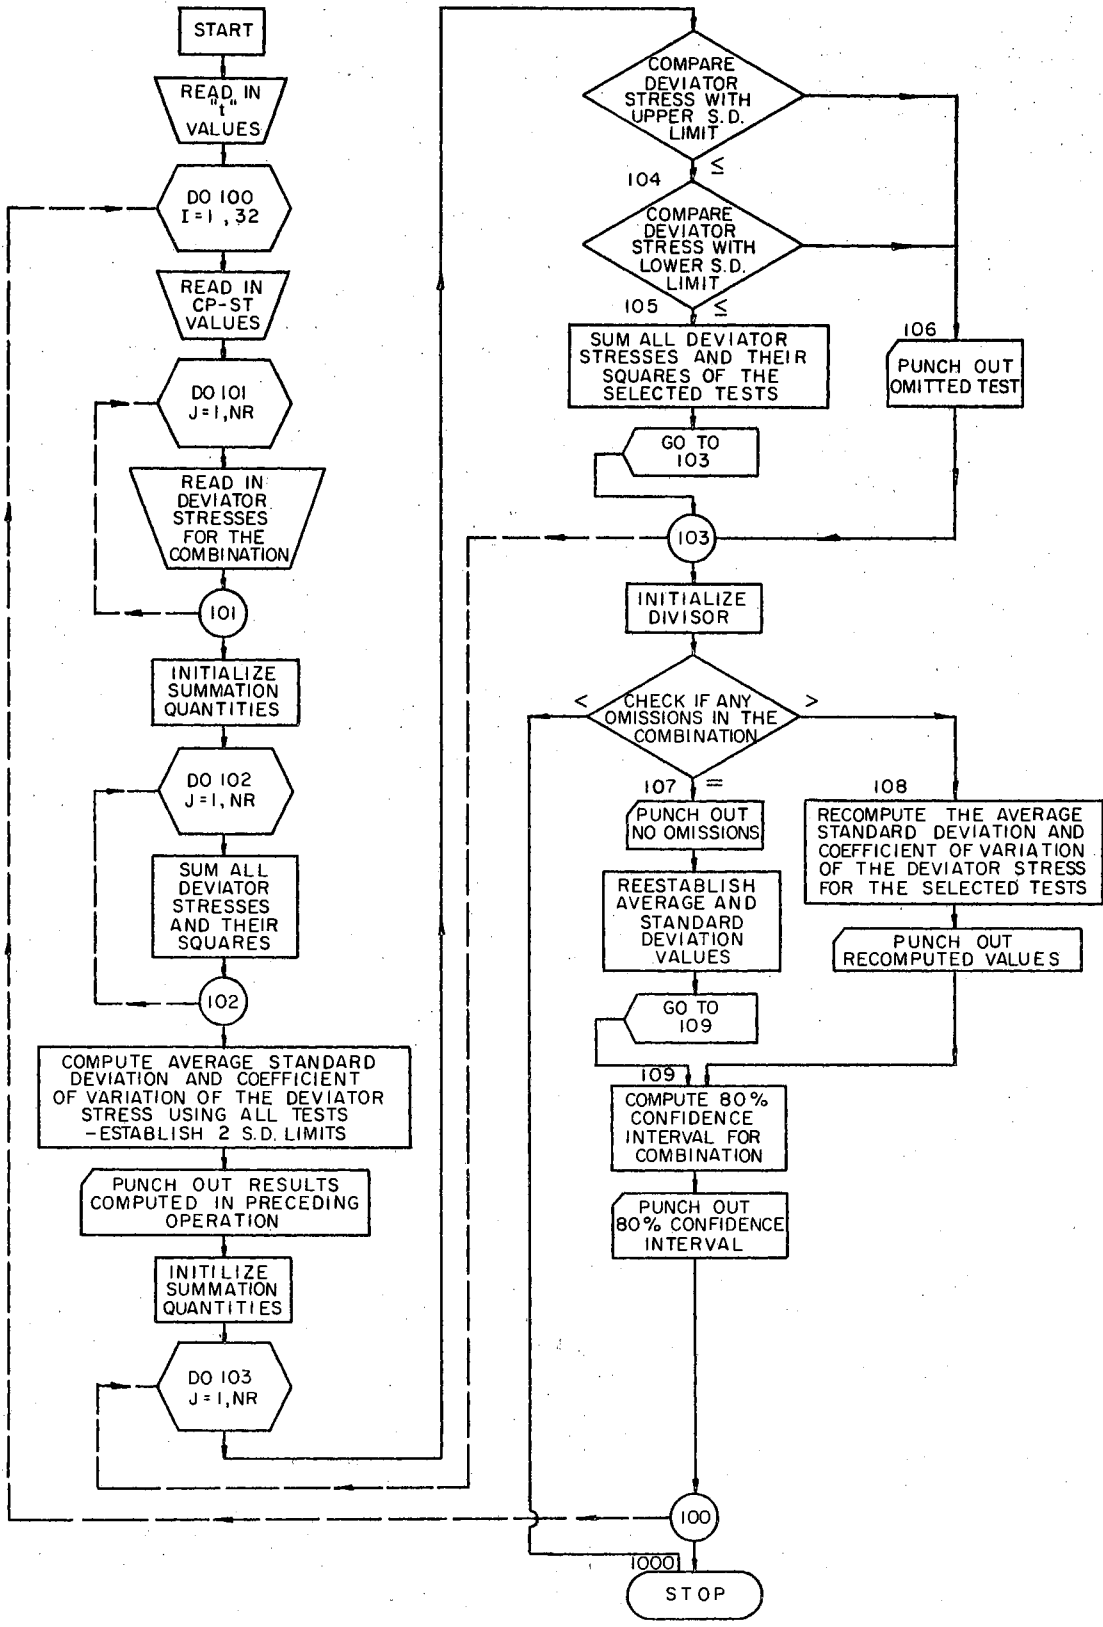 START
READ IN
"t"
VALUES
DO 100
I=1,32
READ IN
CP-ST
VALUES
DO 101
J=1,NR
READ IN
DEVIATOR
STRESSES
FOR THE
COMBINATION
101
INITIALIZE
SUMMATION
QUANTITIES
DO 102
J=1,NR
SUM ALL
DEVIATOR
STRESSES
AND THEIR
SQUARES
102
COMPUTE AVERAGE STANDARD
DEVIATION AND COEFFICIENT
OF VARIATION OF THE DEVIATOR
STRESS USING ALL TESTS
-ESTABLISH 2 S.D. LIMITS
PUNCH OUT RESULTS
COMPUTED IN PRECEDING
OPERATION
INITILIZE
SUMMATION
QUANTITIES
DO 103
J=1,NR
COMPARE
DEVIATOR
STRESS WITH
UPPER S.D.
LIMIT
≤
104
COMPARE
DEVIATOR
STRESS WITH
LOWER S.D.
LIMIT
105
≤
SUM ALL DEVIATOR
STRESSES AND THEIR
SQUARES OF THE
SELECTED TESTS
106
PUNCH OUT
OMITTED TEST
GO TO
103
103
INITIALIZE
DIVISOR
<
CHECK IF ANY
OMISSIONS IN THE
COMBINATION
>
107
=
PUNCH OUT
NO OMISSIONS
108
RECOMPUTE THE AVERAGE
STANDARD DEVIATION AND
COEFFICIENT OF VARIATION
OF THE DEVIATOR STRESS
FOR THE SELECTED TESTS
REESTABLISH
AVERAGE AND
STANDARD
DEVIATION
VALUES
PUNCH OUT
RECOMPUTED VALUES
GO TO
109
109
COMPUTE 80%
CONFIDENCE
INTERVAL FOR
COMBINATION
PUNCH OUT
80% CONFIDENCE
INTERVAL
100
1000
STOP